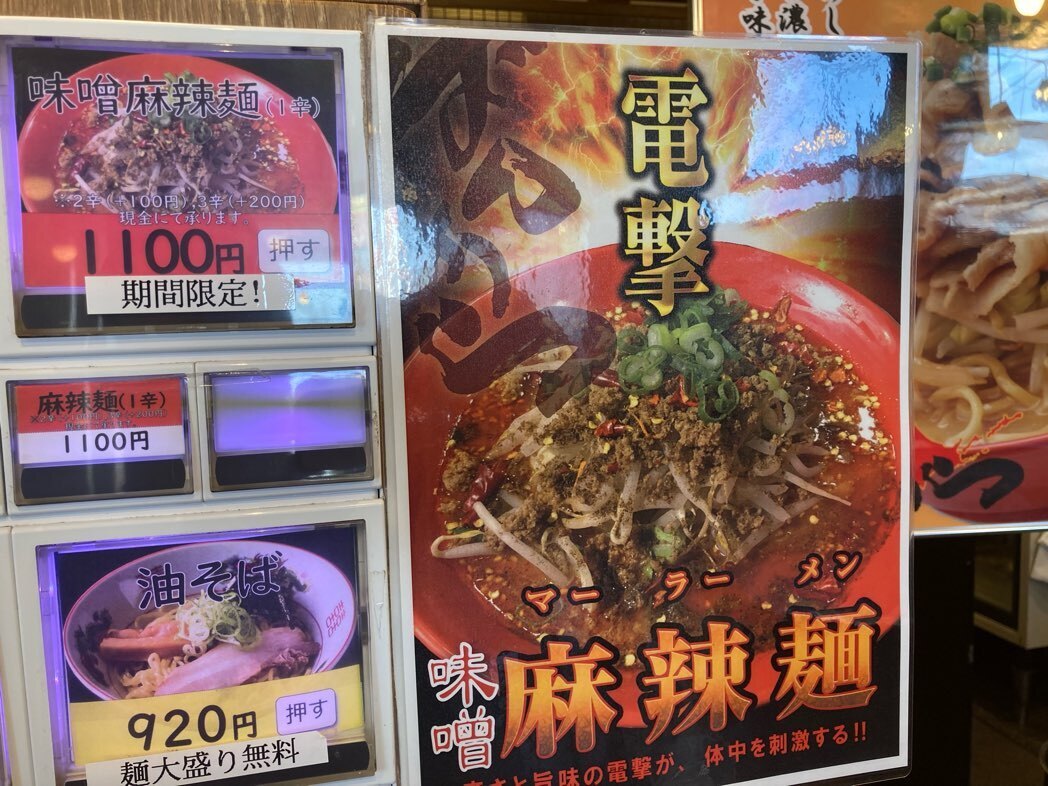 味噌麻辣麺(1辛)
※2辛(+100円),3辛(+200円)
現金にて承ります。
1100円
押す
期間限定!
麻辣麺(1辛)
1100円
油そば
920円
押す
麺大盛り無料
電撃
マー ラー メン
味噌
麻辣麺
旨味の電撃が、体中を刺激する!!
味濃し